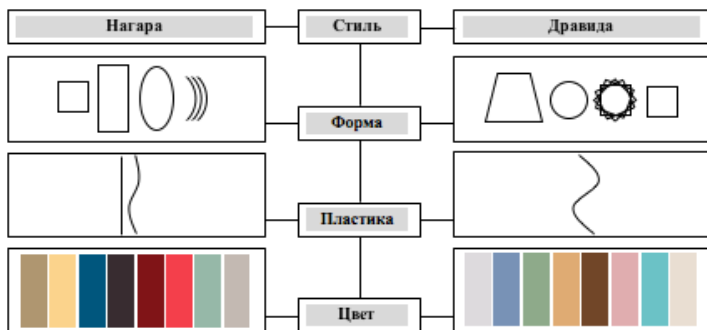 Нагара
Стиль
Дравида
Форма
Пластика
Цвет